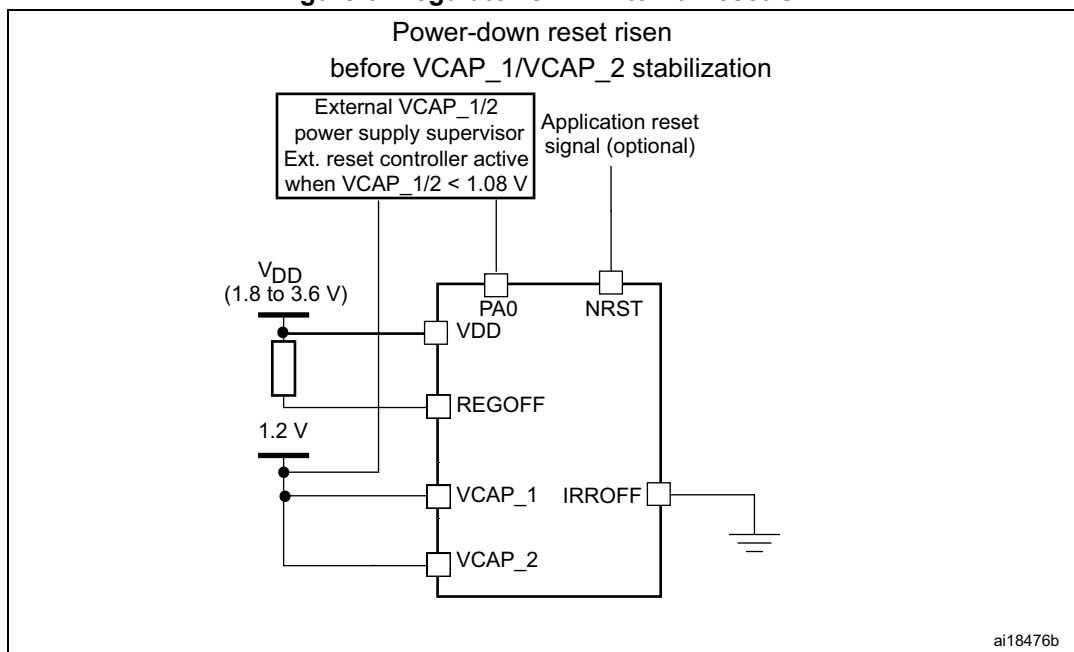 Power-down reset risen
before VCAP_1/VCAP_2 stabilization
External VCAP_1/2
power supply supervisor
Ext. reset controller active
when VCAP_1/2 < 1.08 V
Application reset
signal (optional)
VDD
(1.8 to 3.6 V)
PA0
NRST
VDD
REGOFF
1.2 V
VCAP_1
IRROFF
VCAP_2
ai18476b